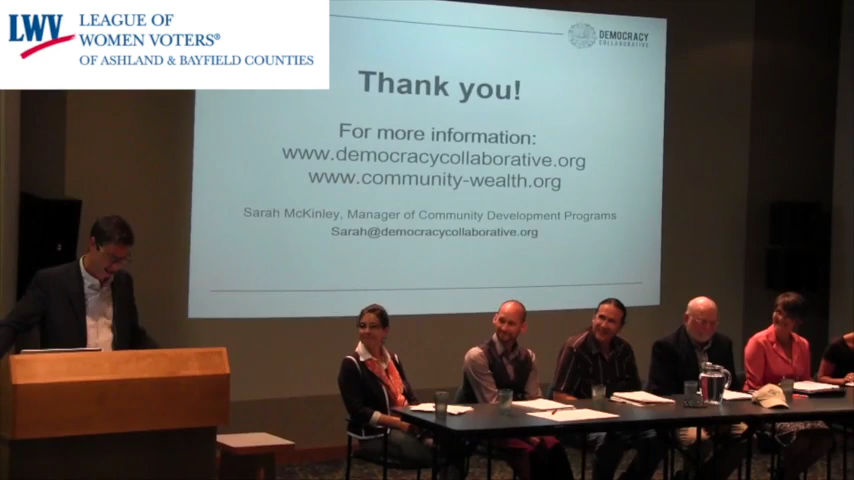 LWV
LEAGUE OF
WOMEN VOTERS®
OF ASHLAND & BAYFIELD COUNTIES
DEMOCRACY
COLLABORATIVE
Thank you!
For more information:
www.democracycollaborative.org
www.community-wealth.org
Sarah McKinley, Manager of Community Development Programs
Sarah@democracycollaborative.org